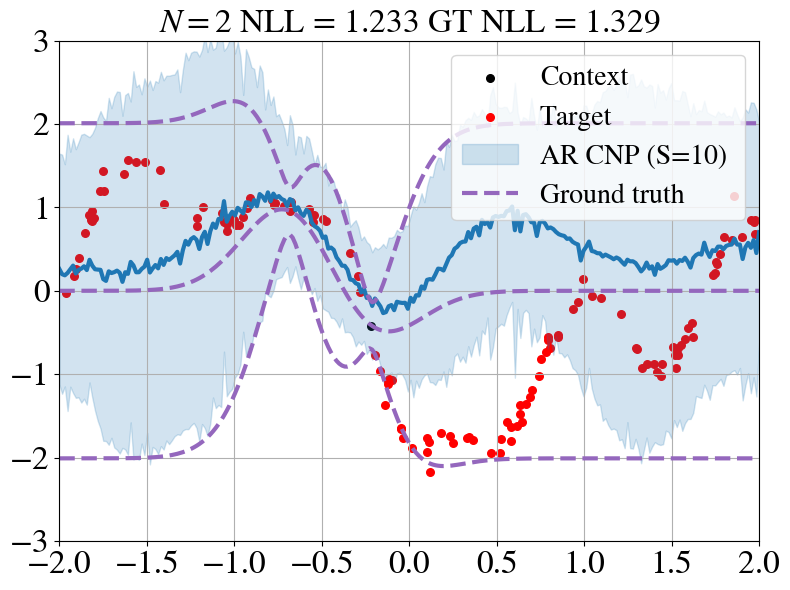 N = 2 NLL = 1.233 GT NLL = 1.329
3
2
1
0
−1
−2
−3
Context
Target
AR CNP (S=10)
Ground truth
−2.0 −1.5 −1.0 −0.5 0.0 0.5 1.0 1.5 2.0